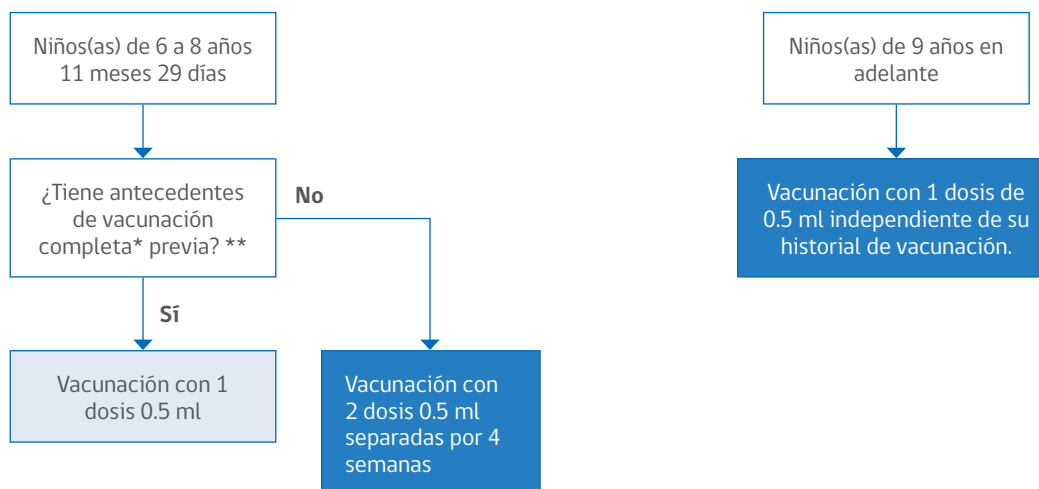 Niños(as) de 6 a 8 años
11 meses 29 días
¿Tiene antecedentes
de vacunación
completa* previa? **
No
Sí
Vacunación con 1
dosis 0.5 ml
Vacunación con
2 dosis 0.5 ml
separadas por 4
semanas
Niños(as) de 9 años en
adelante
Vacunación con 1 dosis de
0.5 ml independiente de su
historial de vacunación.